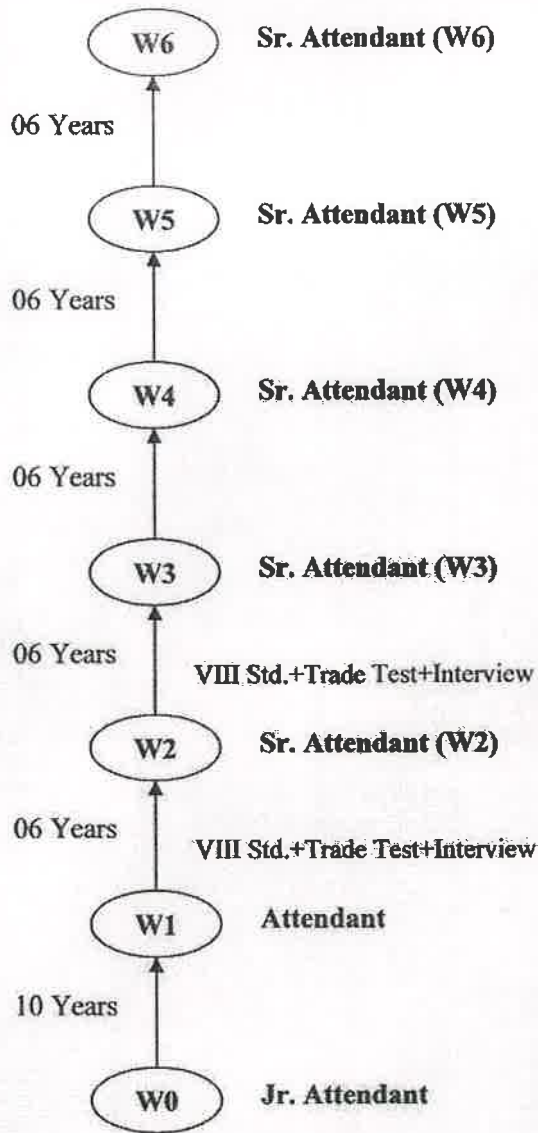 W6 Sr. Attendant (W6)
06 Years
W5 Sr. Attendant (W5)
06 Years
W4 Sr. Attendant (W4)
06 Years
W3 Sr. Attendant (W3)
06 Years
VIII Std.+Trade Test+Interview
W2 Sr. Attendant (W2)
06 Years
VIII Std.+Trade Test+Interview
W1 Attendant
10 Years
W0 Jr. Attendant